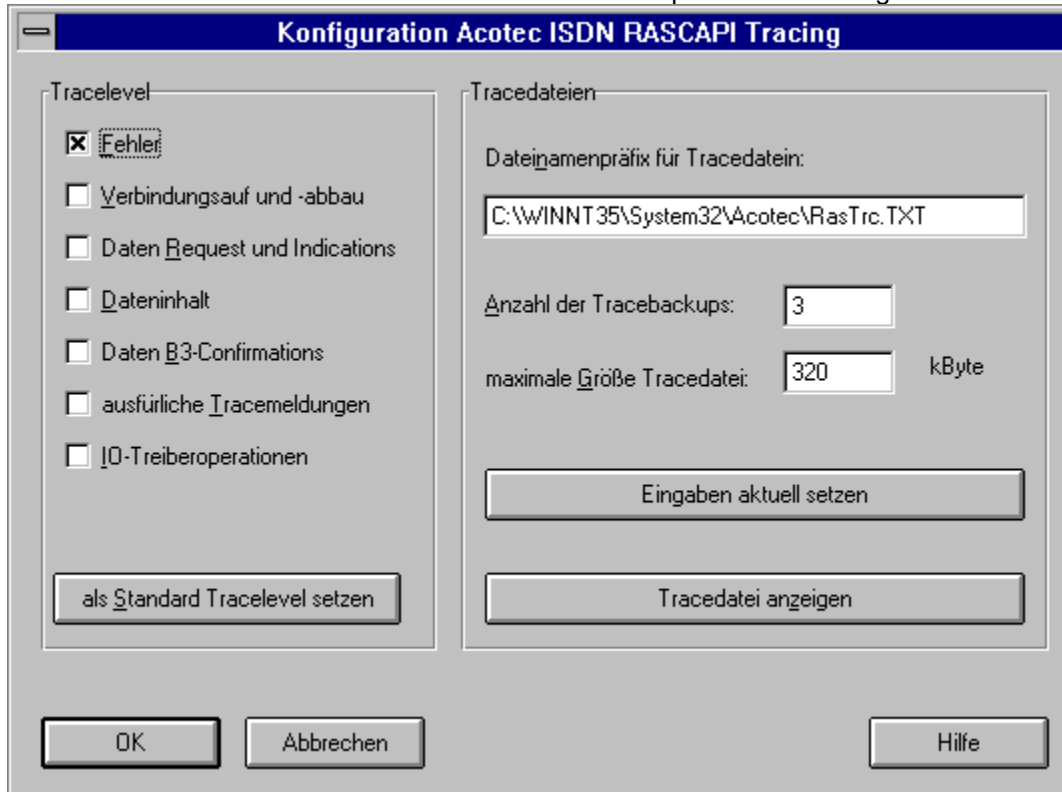 Konfiguration Acotec ISDN RASCAPI Tracing
Tracelevel
Fehler
Verbindungsauf und -abbau
Daten Request und Indications
Dateninhalt
Daten B3-Confirmations
ausfürliche Tracemeldungen
IO-Treiberoperationen
als Standard Tracelevel setzen
Tracedateien
Dateinamenpräfix für Tracedatein:
C:\WINNT35\System32\Acotec\RasTrc.TXT
Anzahl der Tracebackups: 3
maximale Größe Tracedatei: 320 kByte
Eingaben aktuell setzen
Tracedatei anzeigen
OK
Abbrechen
Hilfe